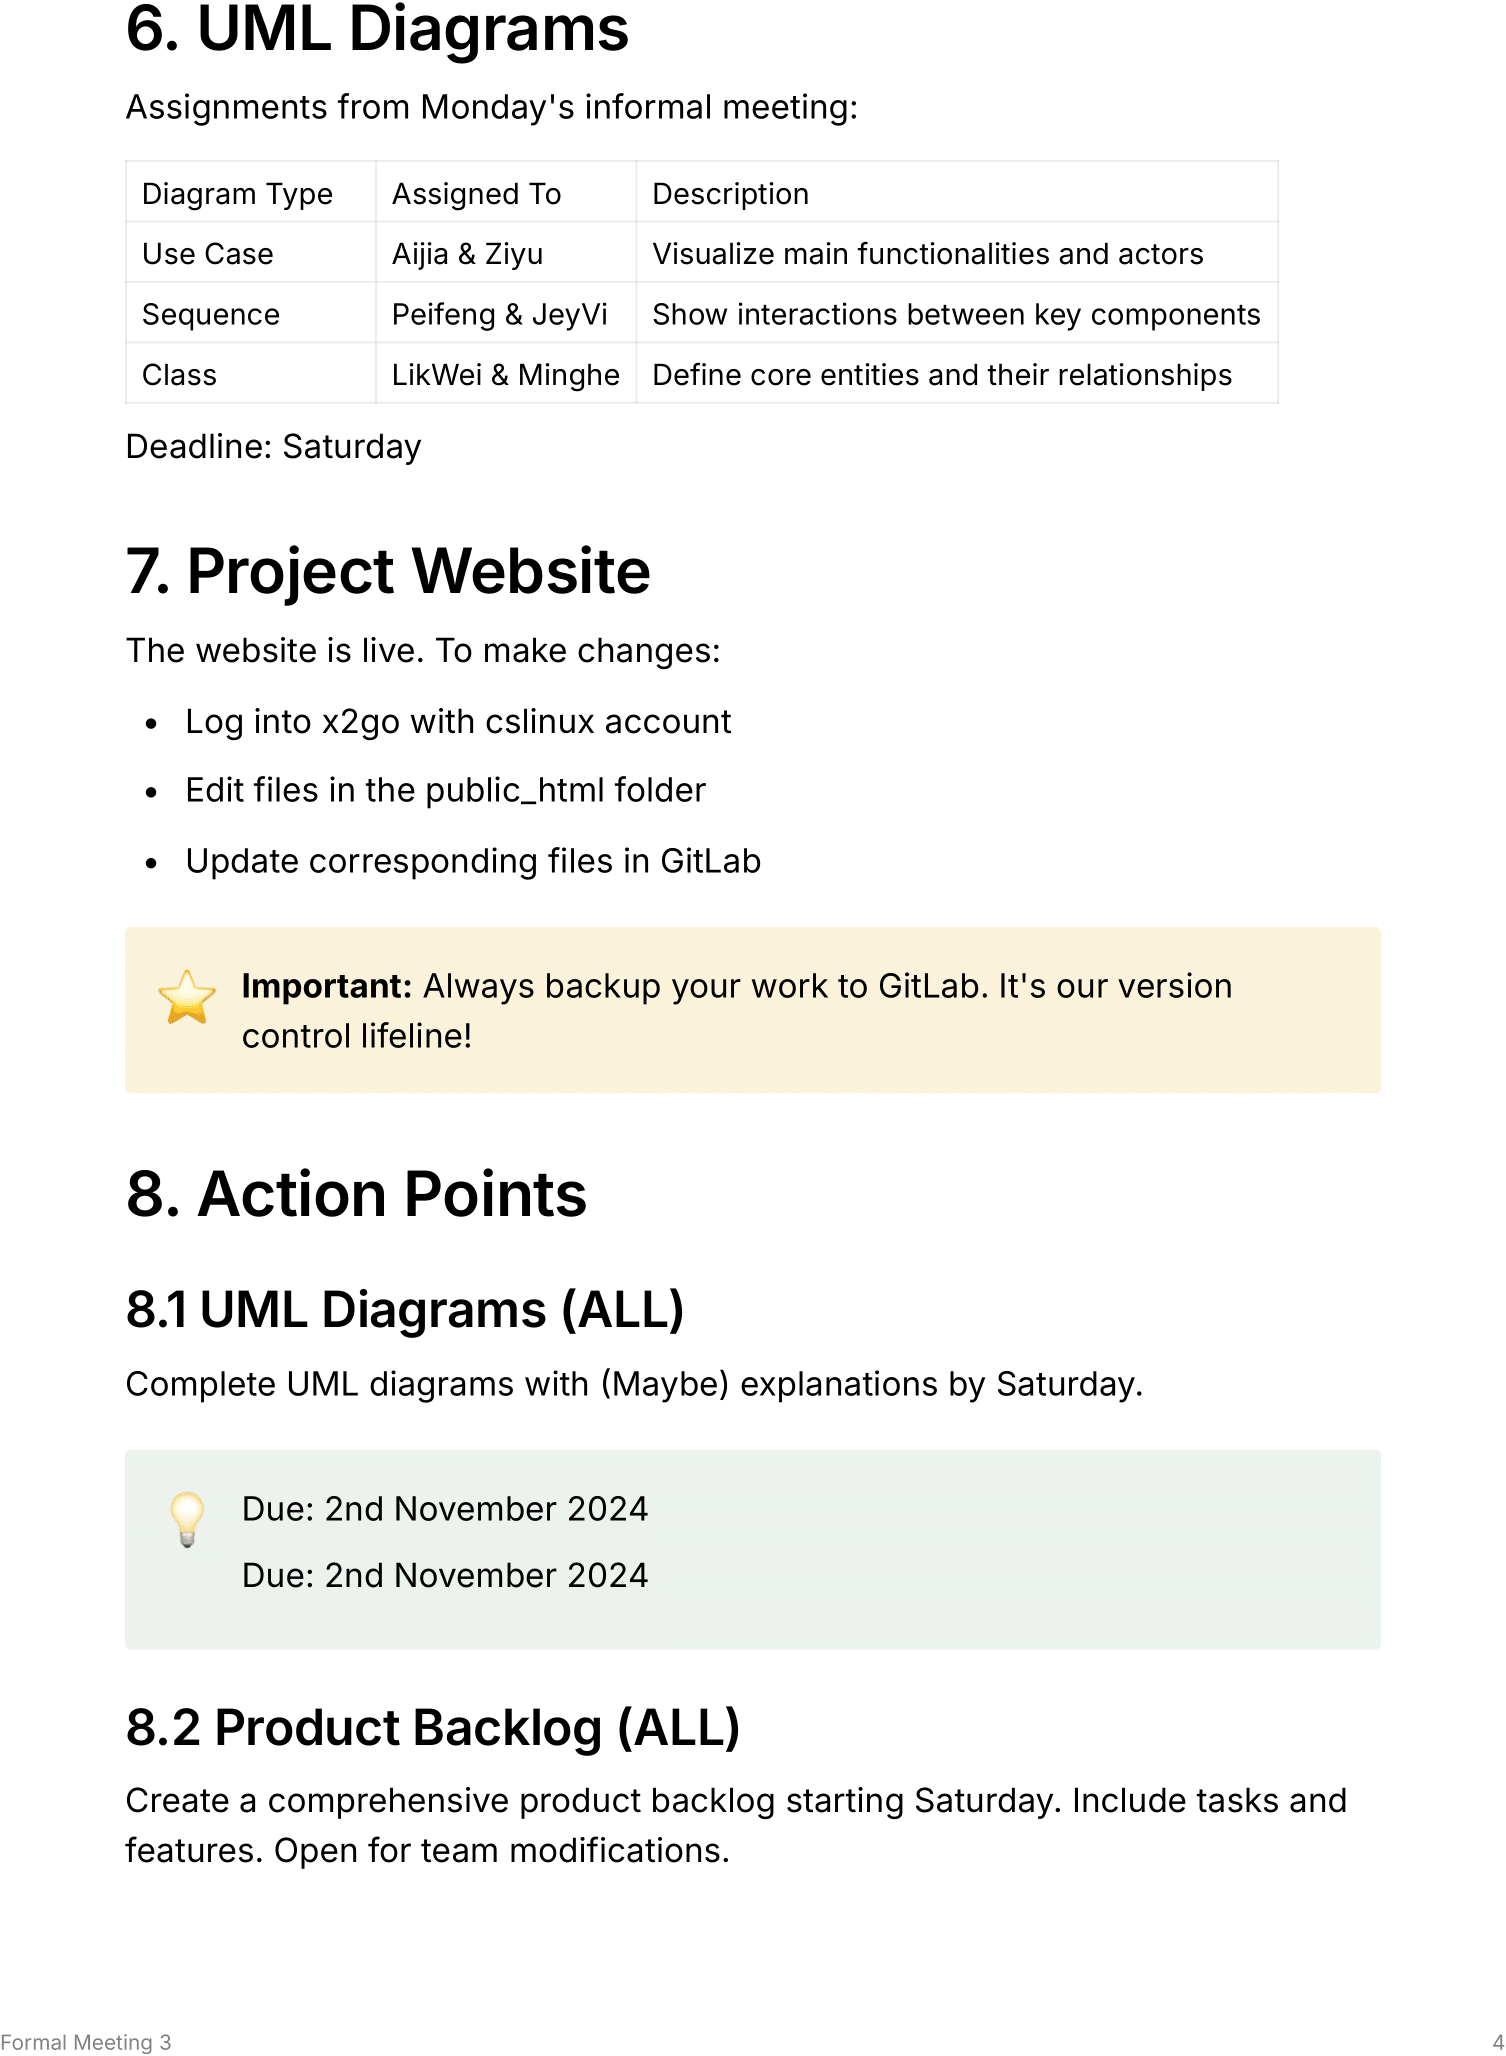 6. UML Diagrams
Assignments from Monday's informal meeting:
Diagram Type Assigned To Description
Use Case Aijia & Ziyu Visualize main functionalities and actors
Sequence Peifeng & JeyVi Show interactions between key components
Class LikWei & Minghe Define core entities and their relationships
Deadline: Saturday
7. Project Website
The website is live. To make changes:
• Log into x2go with cslinux account
• Edit files in the public_html folder
• Update corresponding files in GitLab
Important: Always backup your work to GitLab. It's our version
control lifeline!
8. Action Points
8.1 UML Diagrams (ALL)
Complete UML diagrams with (Maybe) explanations by Saturday.
Due: 2nd November 2024
Due: 2nd November 2024
8.2 Product Backlog (ALL)
Create a comprehensive product backlog starting Saturday. Include tasks and
features. Open for team modifications.
Formal Meeting 3 4